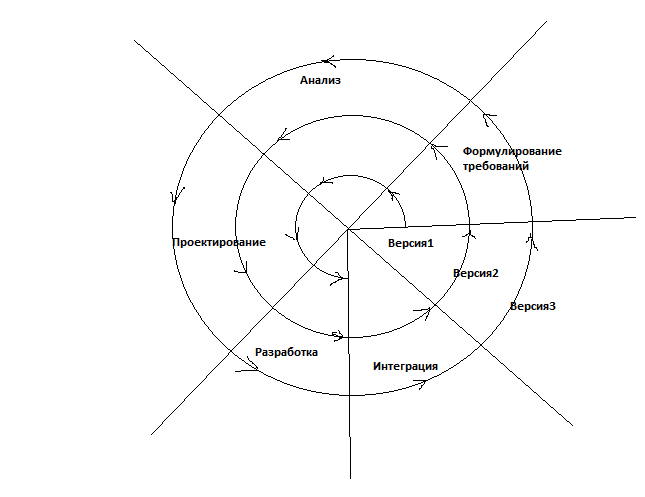 Анализ
Формулирование
требований
Проектирование
Версия1
Версия2
Версия3
Разработка
Интеграция